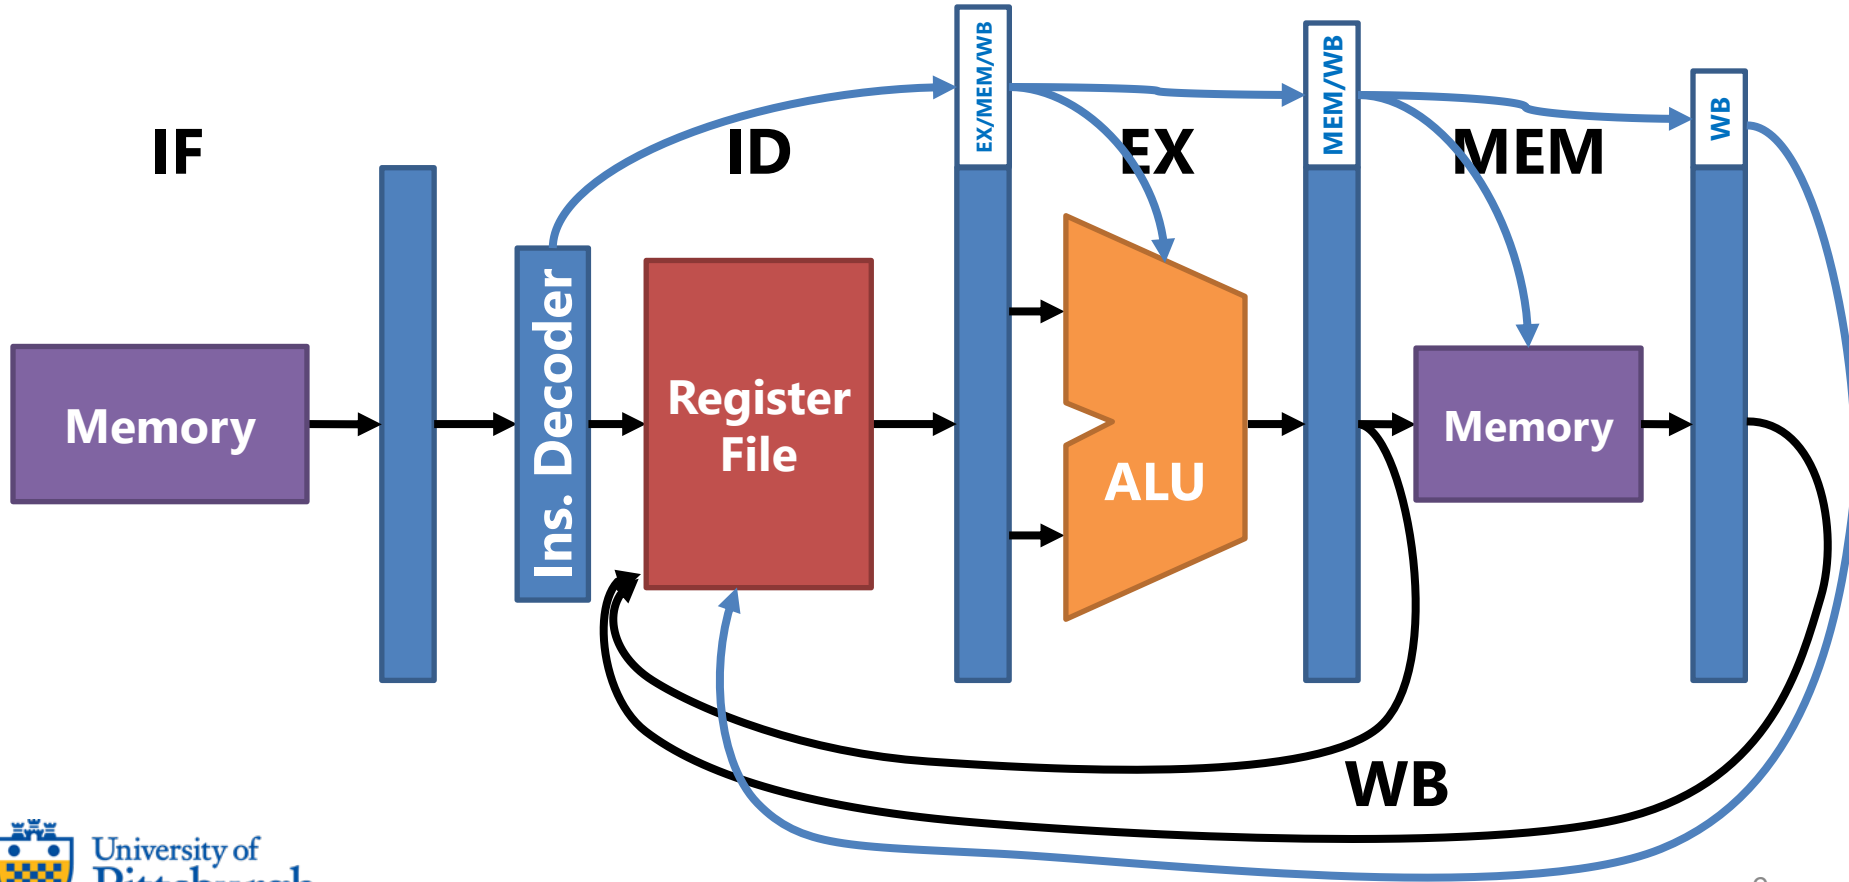 IF
ID
EX
MEM
EX/MEM/WB
MEM/WB
WB
Memory
Ins. Decoder
Register
File
ALU
Memory
WB
University of
Pittsburgh